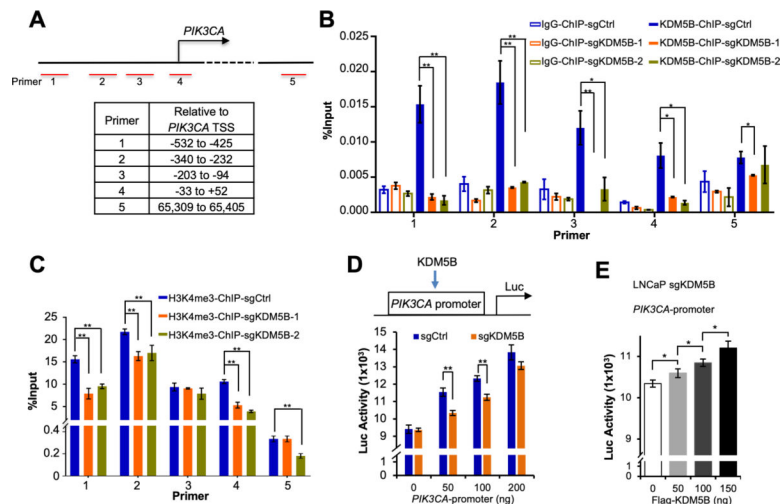 A
PIK3CA
Primer 1 2 3 4 5
Primer Relative to PIK3CA TSS
1 -532 to -425
2 -340 to -232
3 -203 to -94
4 -33 to +52
5 65,309 to 65,405
B
IgG-ChIP-sgCtrl KDM5B-ChIP-sgCtrl
IgG-ChIP-sgKDM5B-1 KDM5B-ChIP-sgKDM5B-1
IgG-ChIP-sgKDM5B-2 KDM5B-ChIP-sgKDM5B-2
%Input
0.025
0.020
0.015
0.010
0.005
0.000
** ** ** ** * ** * * *
1 2 3 4 5
Primer
C
H3K4me3-ChIP-sgCtrl
H3K4me3-ChIP-sgKDM5B-1
H3K4me3-ChIP-sgKDM5B-2
%Input
25
20
15
10
5
0.4
0.2
0
** ** ** ** ** ** **
1 2 3 4 5
Primer
D
KDM5B
PIK3CA promoter
Luc
sgCtrl sgKDM5B
Luc Activity (1x10³)
15
14
13
12
11
10
9
1
0
** **
0 50 100 200
PIK3CA-promoter (ng)
E
LNCaP sgKDM5B
PIK3CA-promoter
Luc Activity (1x10³)
11
10
9
1
0
* * *
0 50 100 150
Flag-KDM5B (ng)